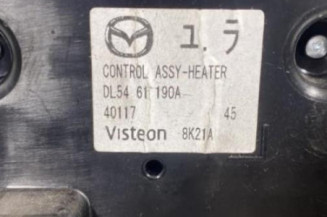 ユ.ラ
CONTROL ASSY-HEATER
DL54 61 190A
40117 45
Visteon 8K21A